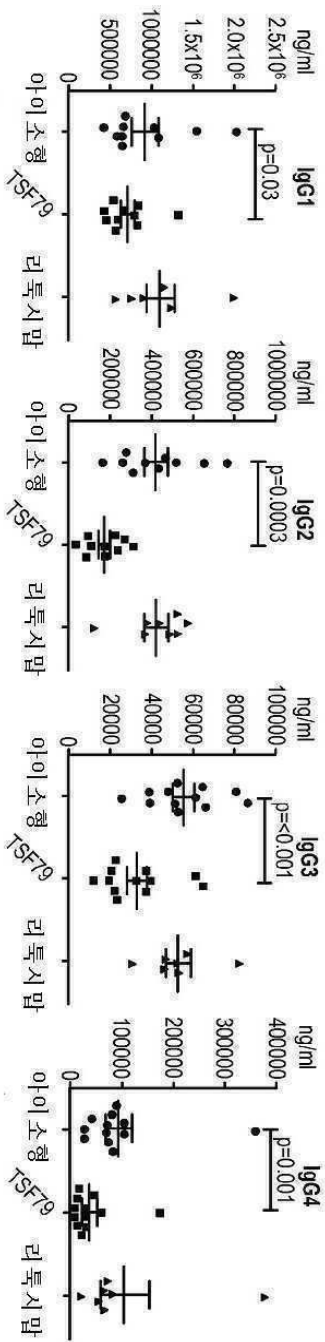 ng/ml
2.5x10⁶
2.0x10⁶
1.5x10⁶
1000000
500000
0
IgG1
p=0.03
아이소형
TSF79
리툭시맙
ng/ml
1000000
800000
600000
400000
200000
0
IgG2
p=0.0003
아이소형
TSF79
리툭시맙
ng/ml
100000
80000
60000
40000
20000
0
IgG3
p=<0.001
아이소형
TSF79
리툭시맙
ng/ml
400000
300000
200000
100000
0
IgG4
p=0.001
아이소형
TSF79
리툭시맙